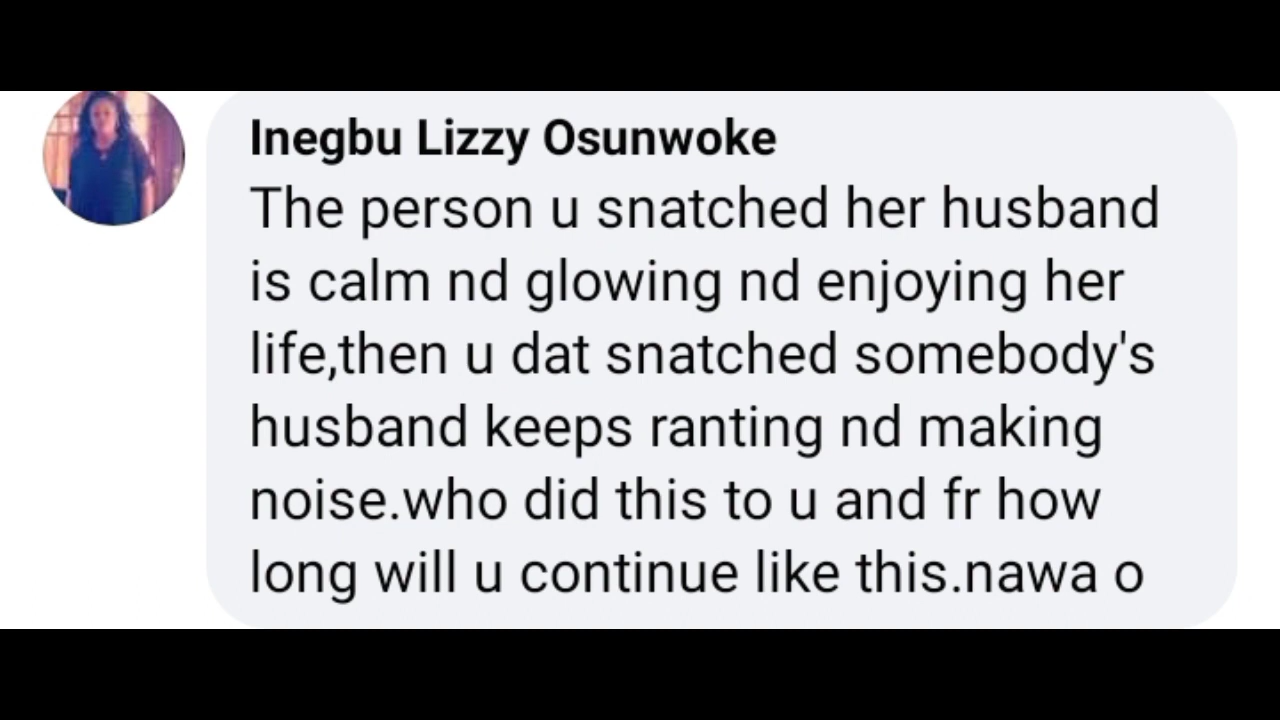 Inegbu Lizzy Osunwoke
The person u snatched her husband
is calm nd glowing nd enjoying her
life,then u dat snatched somebody's
husband keeps ranting nd making
noise.who did this to u and fr how
long will u continue like this.nawa o